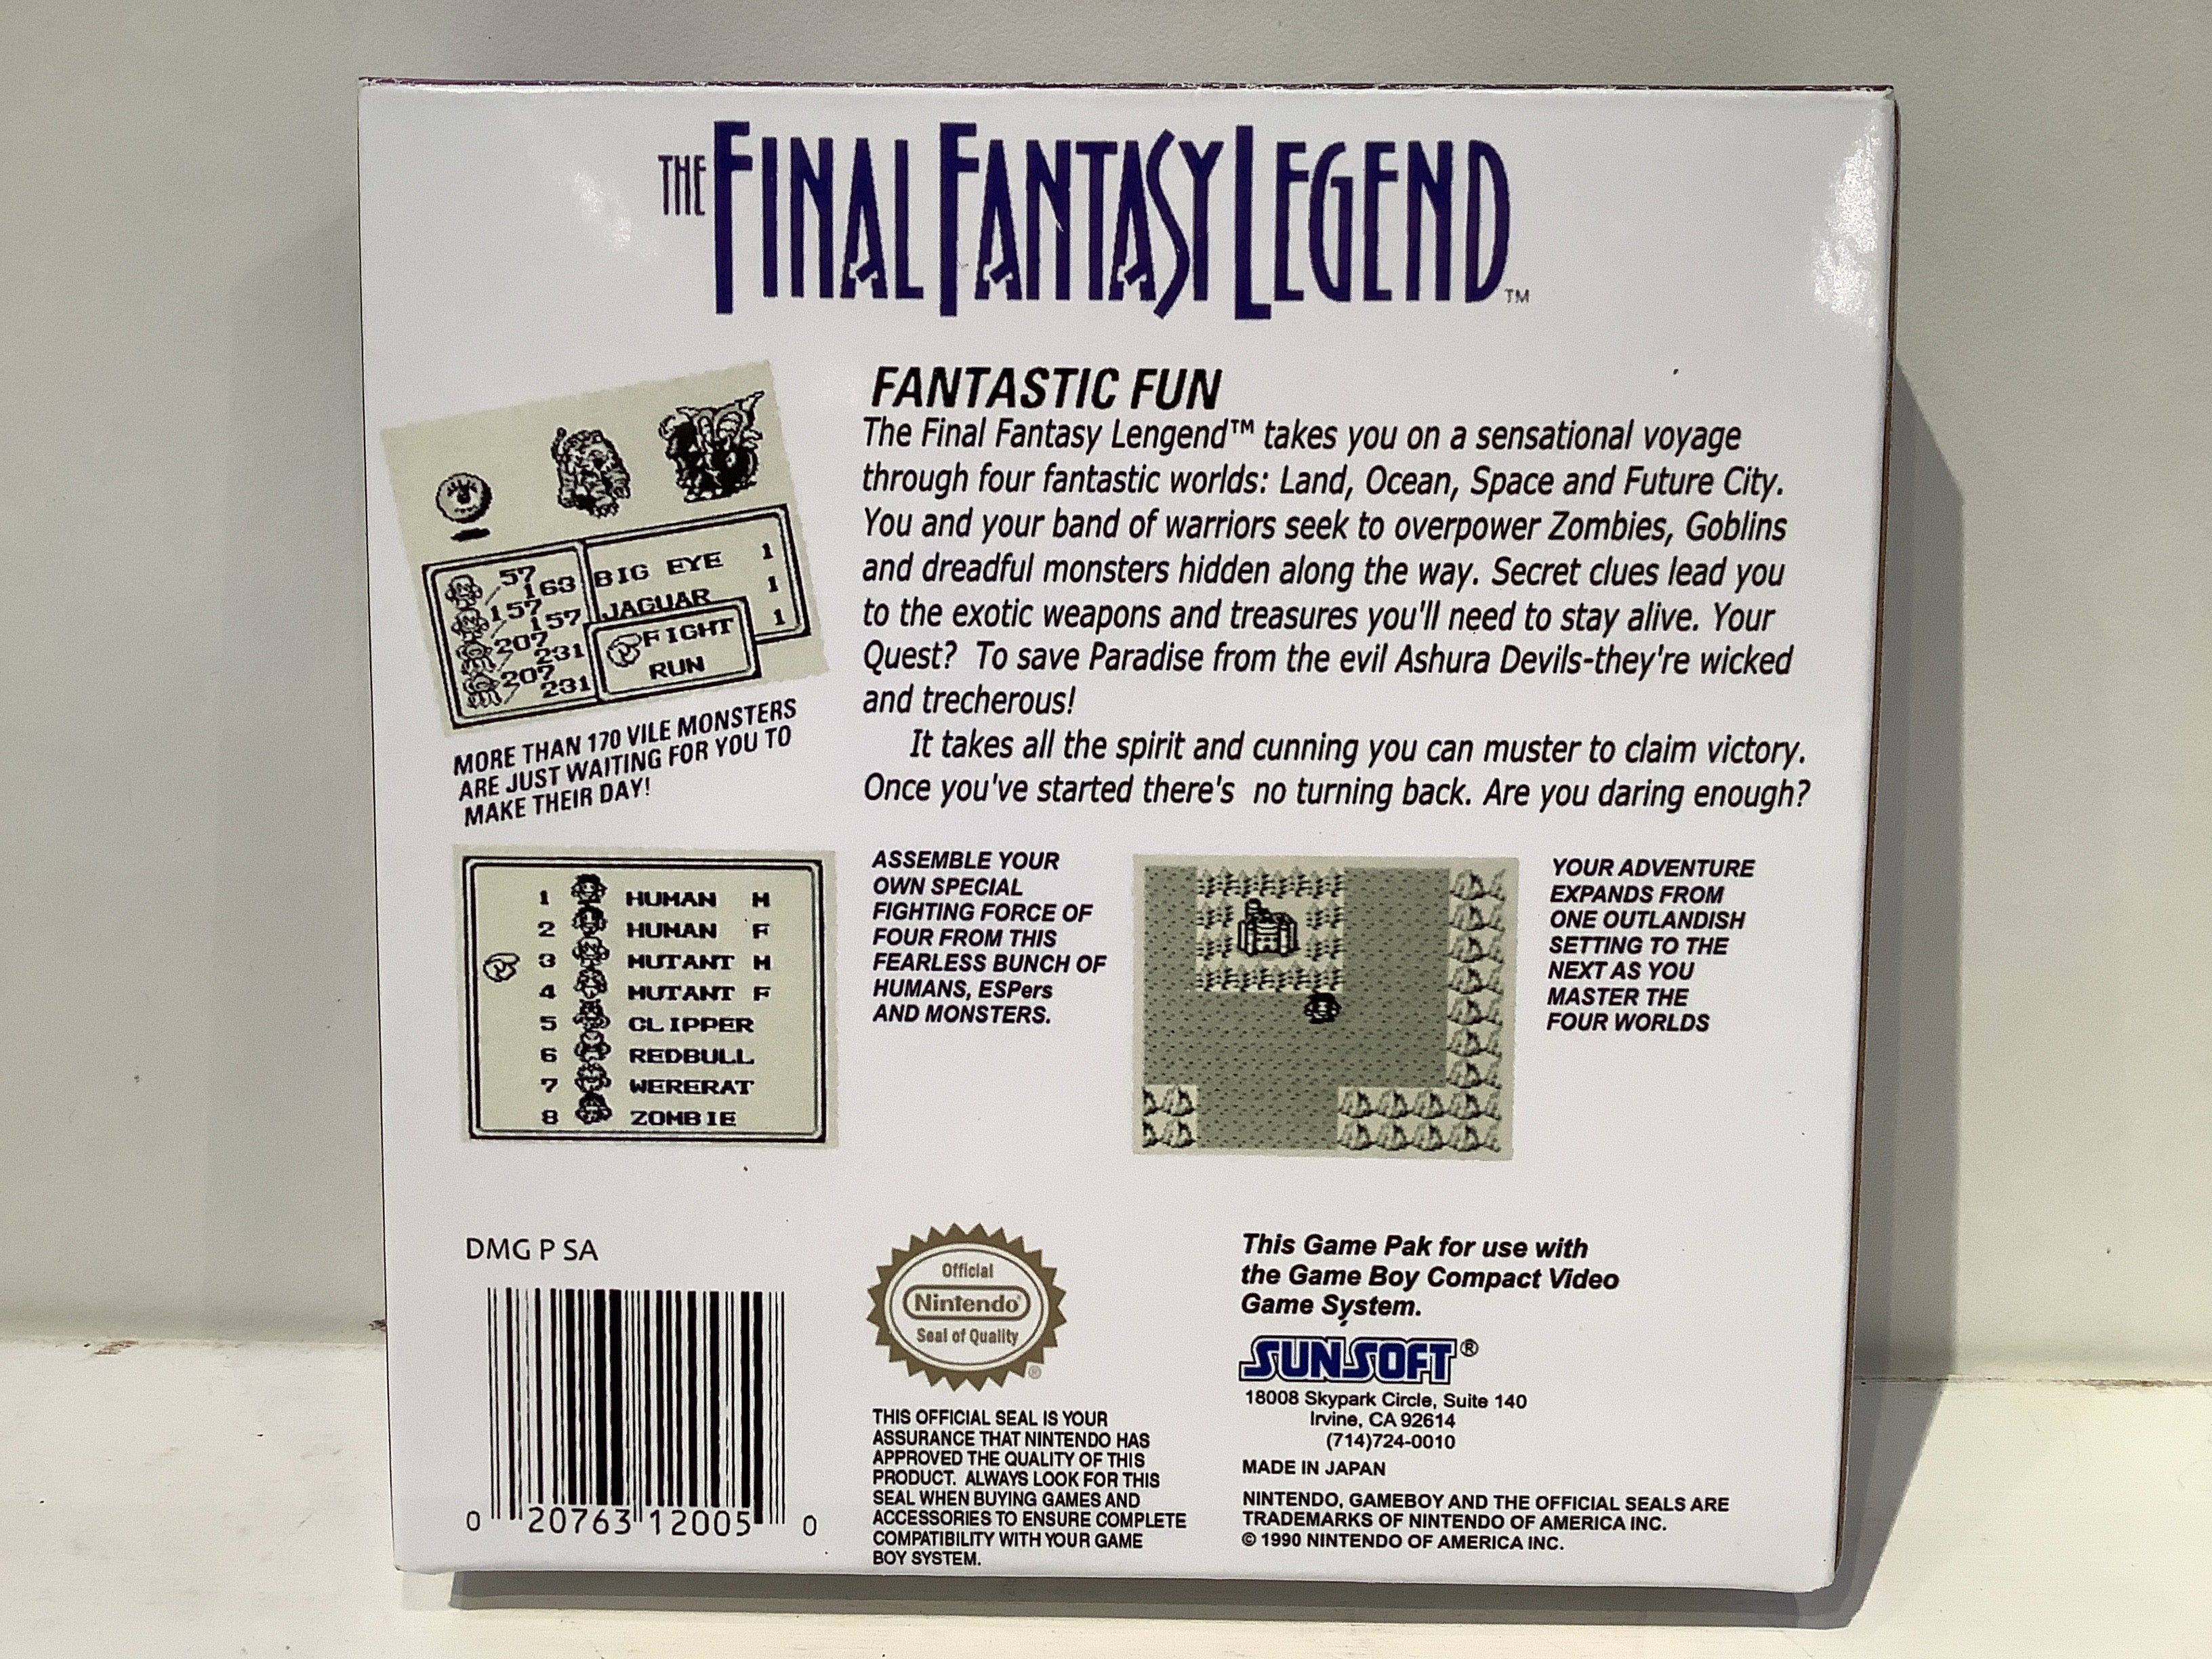 THE FINAL FANTASY LEGEND™
FANTASTIC FUN
The Final Fantasy Lengend™ takes you on a sensational voyage
through four fantastic worlds: Land, Ocean, Space and Future City.
You and your band of warriors seek to overpower Zombies, Goblins
and dreadful monsters hidden along the way. Secret clues lead you
to the exotic weapons and treasures you'll need to stay alive. Your
Quest? To save Paradise from the evil Ashura Devils-they're wicked
and trecherous!
It takes all the spirit and cunning you can muster to claim victory.
Once you've started there's no turning back. Are you daring enough?
57
163
157
157
207
231
207
231
BIG EYE 1
JAGUAR 1
1
FIGHT
RUN
MORE THAN 170 VILE MONSTERS
ARE JUST WAITING FOR YOU TO
MAKE THEIR DAY!
1 HUMAN M
2 HUMAN F
3 MUTANT M
4 MUTANT F
5 CLIPPER
6 REDBULL
7 WERERAT
8 ZOMBIE
ASSEMBLE YOUR
OWN SPECIAL
FIGHTING FORCE OF
FOUR FROM THIS
FEARLESS BUNCH OF
HUMANS, ESPers
AND MONSTERS.
YOUR ADVENTURE
EXPANDS FROM
ONE OUTLANDISH
SETTING TO THE
NEXT AS YOU
MASTER THE
FOUR WORLDS
DMG P SA
0 20763 12005 0
Official
Nintendo®
Seal of Quality
®
THIS OFFICIAL SEAL IS YOUR
ASSURANCE THAT NINTENDO HAS
APPROVED THE QUALITY OF THIS
PRODUCT. ALWAYS LOOK FOR THIS
SEAL WHEN BUYING GAMES AND
ACCESSORIES TO ENSURE COMPLETE
COMPATIBILITY WITH YOUR GAME
BOY SYSTEM.
This Game Pak for use with
the Game Boy Compact Video
Game System.
SUNSOFT®
18008 Skypark Circle, Suite 140
Irvine, CA 92614
(714)724-0010
MADE IN JAPAN
NINTENDO, GAMEBOY AND THE OFFICIAL SEALS ARE
TRADEMARKS OF NINTENDO OF AMERICA INC.
© 1990 NINTENDO OF AMERICA INC.